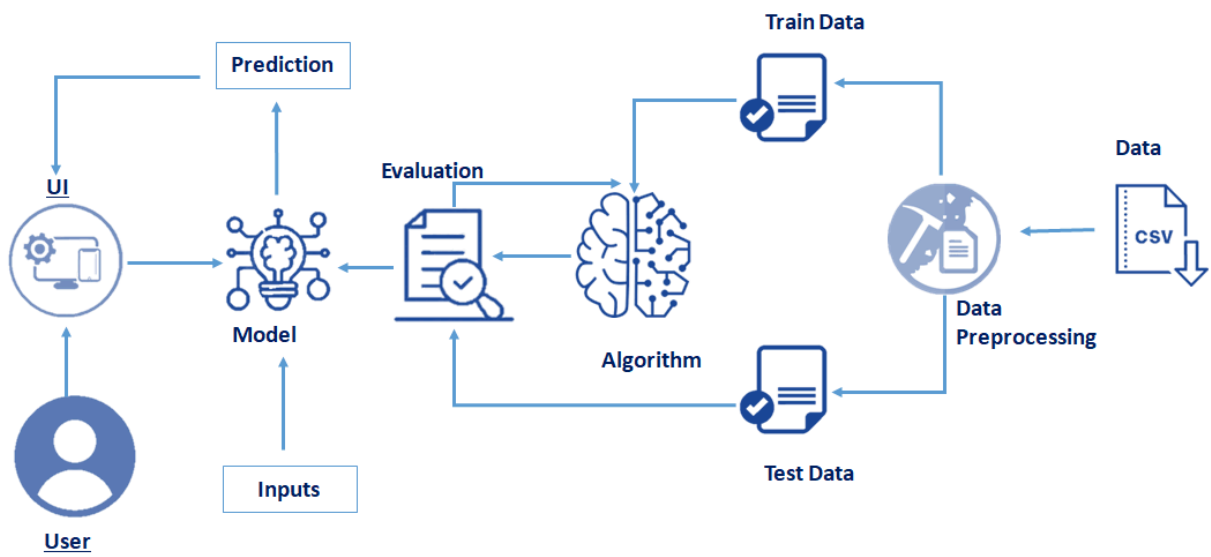 Train Data
Prediction
Data
Evaluation
UI
CSV
Data
Preprocessing
Model
Algorithm
Test Data
Inputs
User